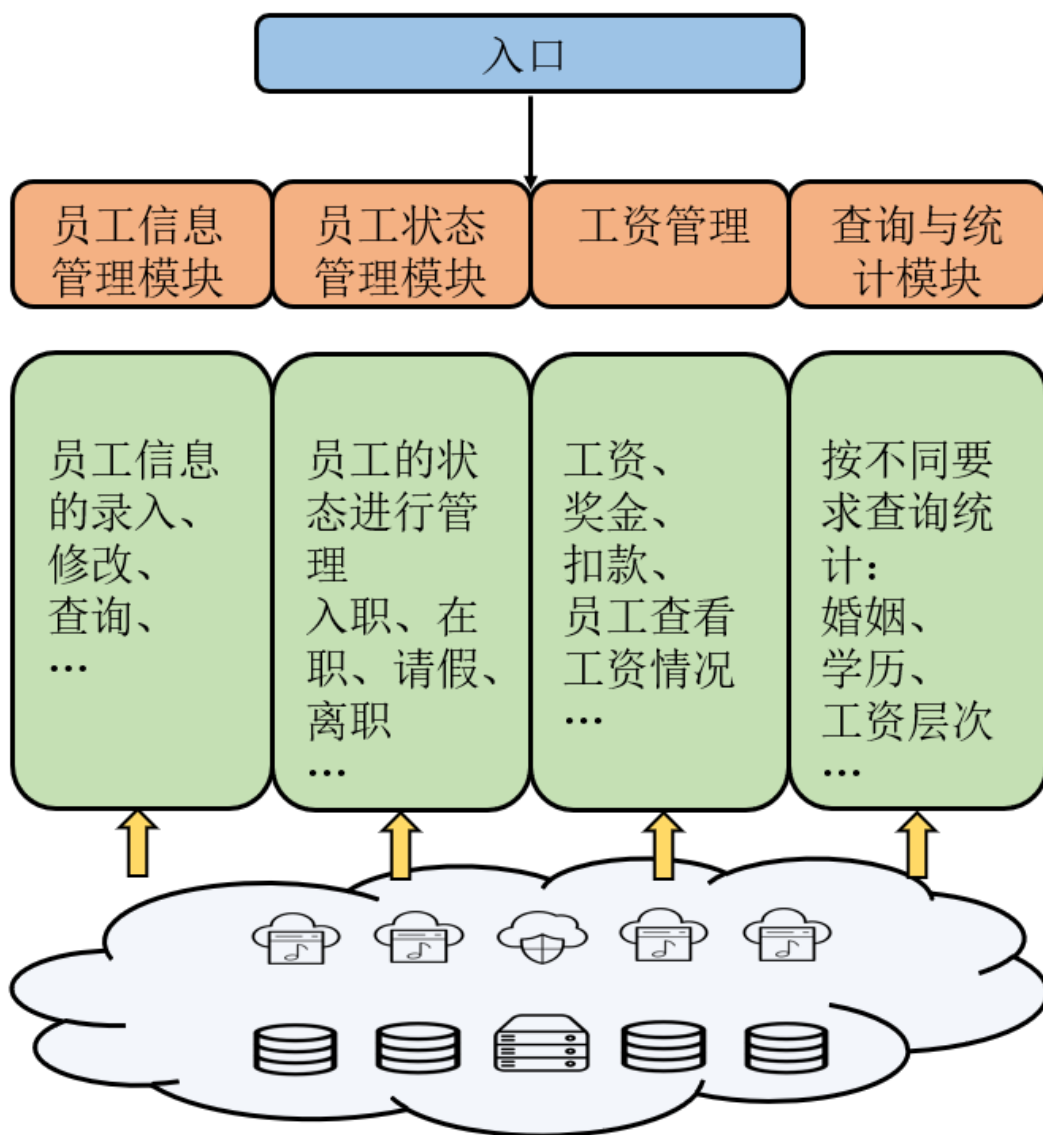 入口
员工信息
管理模块
员工状态
管理模块
工资管理
查询与统
计模块
员工信息
的录入、
修改、
查询、
…
员工的状
态进行管
理
入职、在
职、请假、
离职
…
工资、
奖金、
扣款、
员工查看
工资情况
…
按不同要
求查询统
计：
婚姻、
学历、
工资层次
…